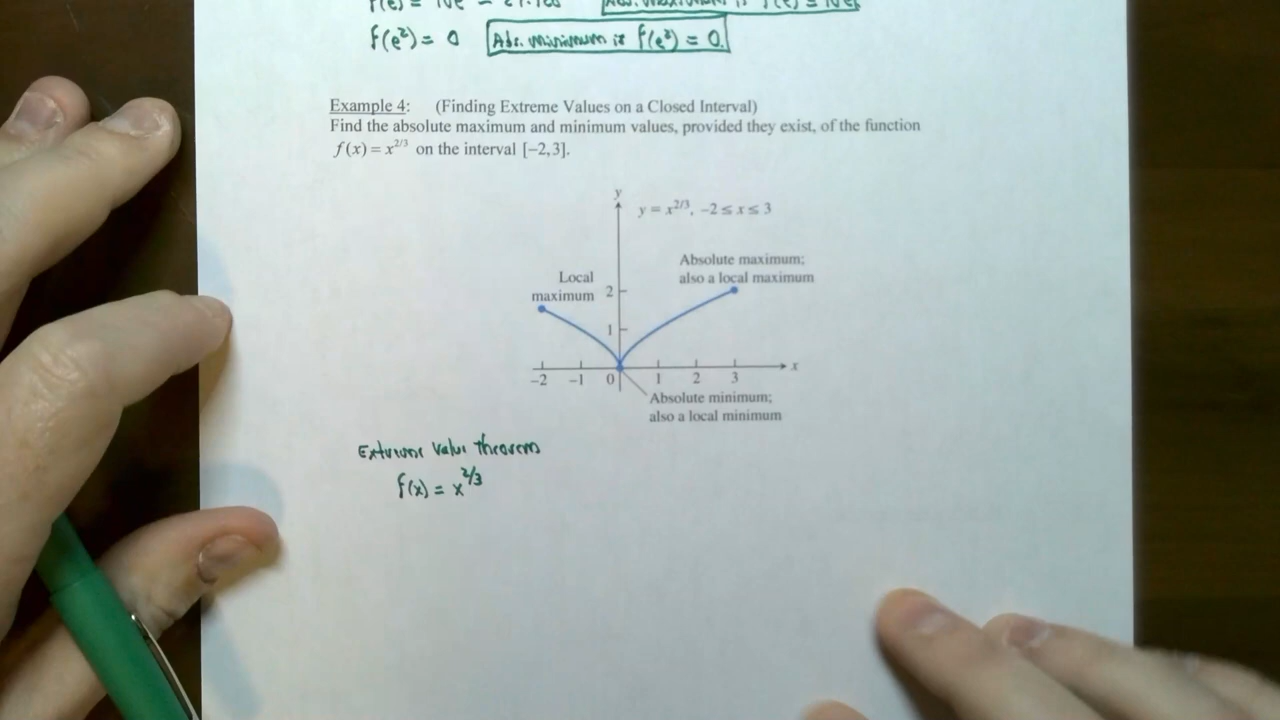 f(e²) = 0 Abs. minimum is f(e²) = 0.
Example 4: (Finding Extreme Values on a Closed Interval)
Find the absolute maximum and minimum values, provided they exist, of the function
f(x) = x^{2/3} on the interval [−2,3].
y
y = x^{2/3}, −2 ≤ x ≤ 3
Absolute maximum;
also a local maximum
Local
maximum
2
1
−2 −1 0 1 2 3 x
Absolute minimum;
also a local minimum
Extreme Value Theorem
f(x) = x^{2/3}